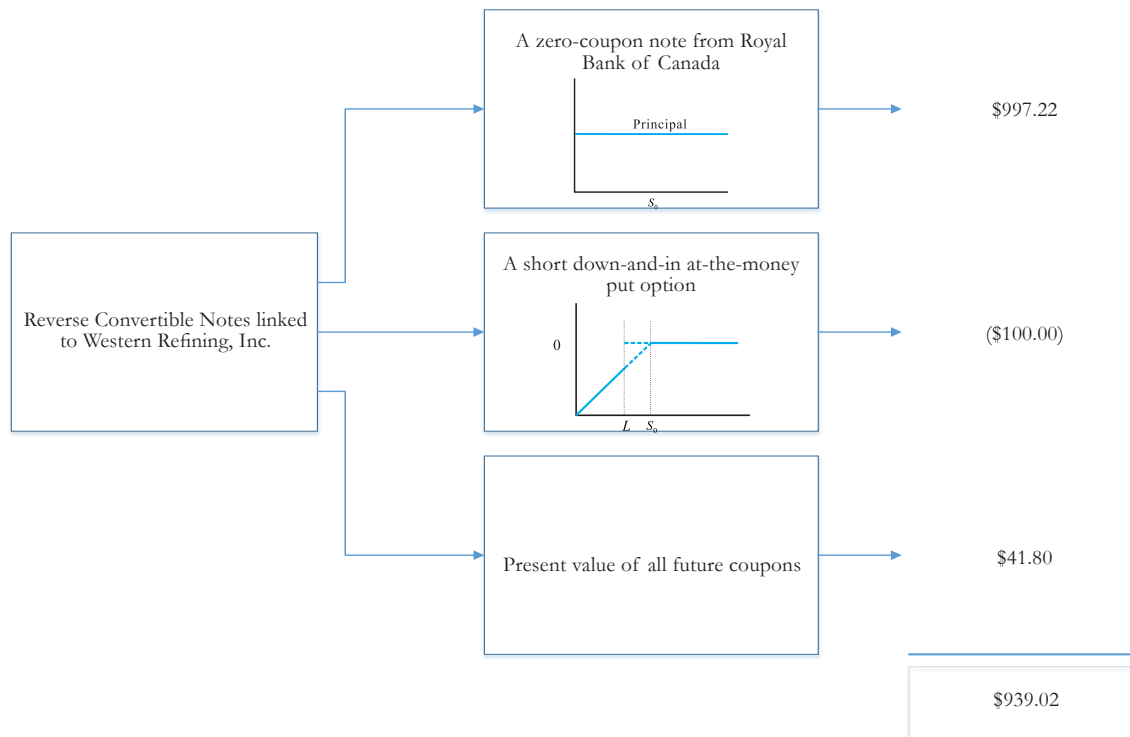 A zero-coupon note from Royal
Bank of Canada
Principal
S₀
$997.22
Reverse Convertible Notes linked
to Western Refining, Inc.
A short down-and-in at-the-money
put option
0
L S₀
($100.00)
Present value of all future coupons
$41.80
$939.02